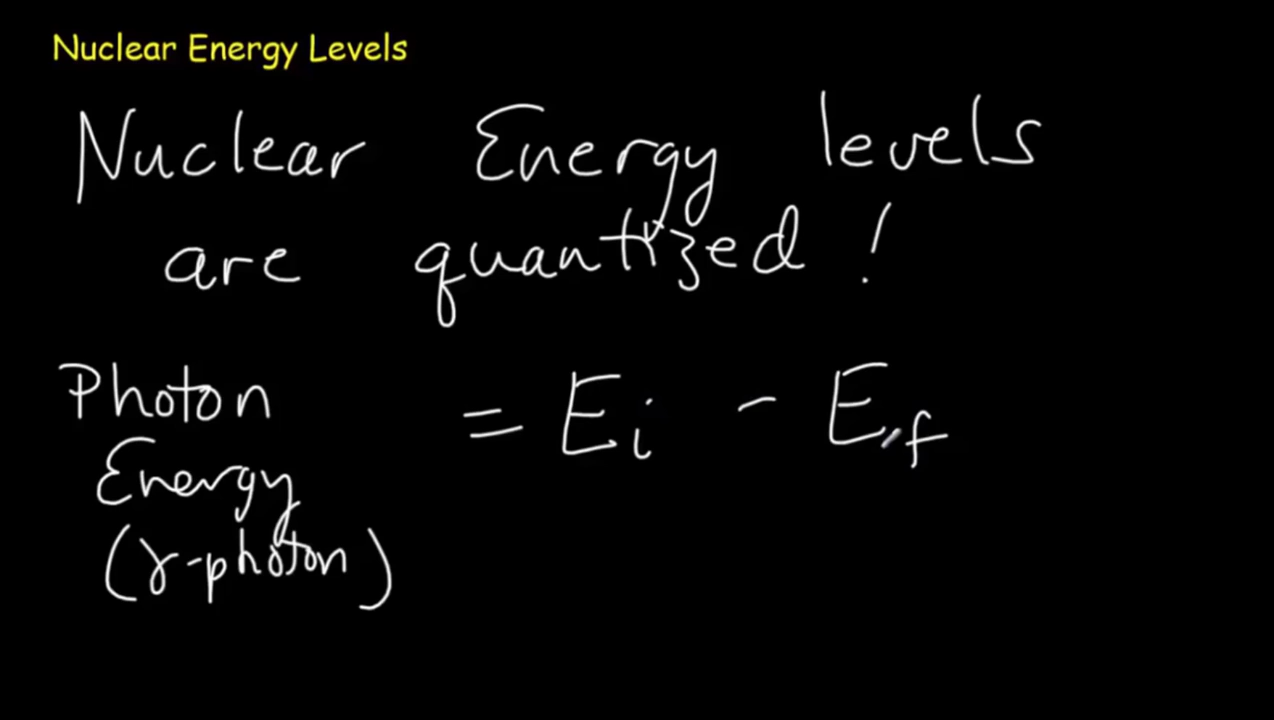 Nuclear Energy Levels
Nuclear Energy levels
are quantized!
Photon = Ei - Ef
Energy
(γ-photon)